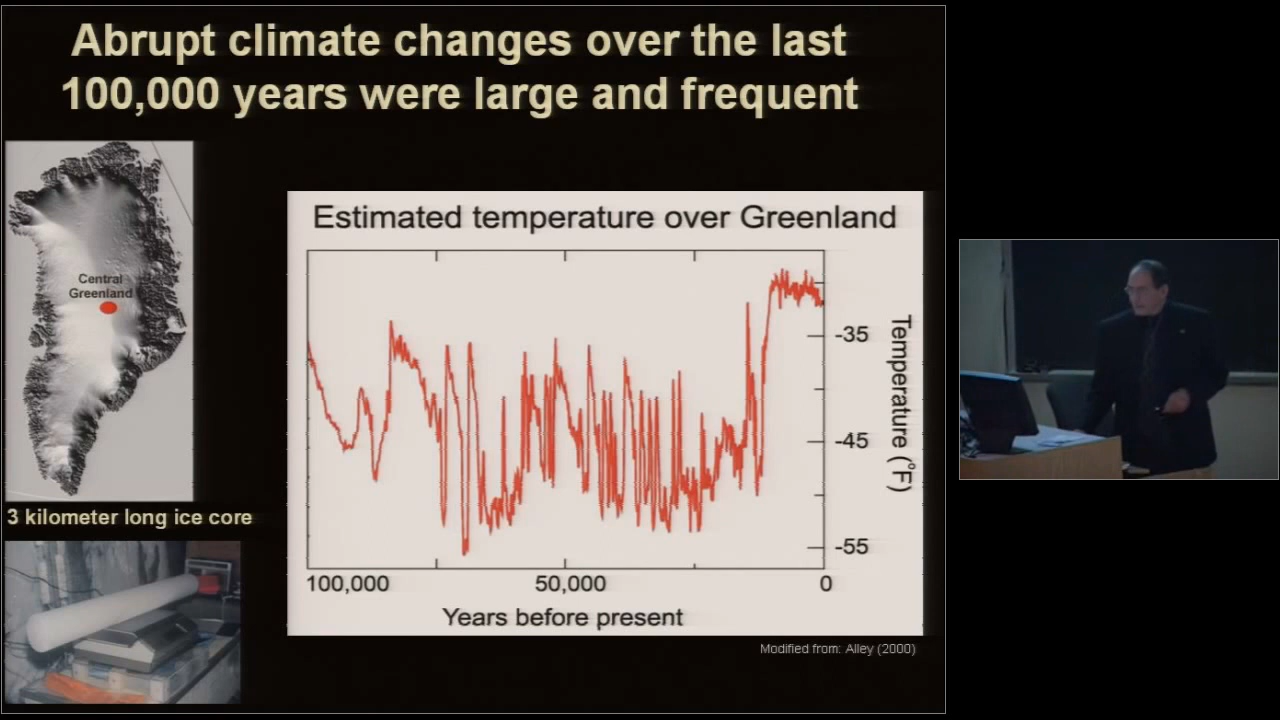 Abrupt climate changes over the last
100,000 years were large and frequent
Central
Greenland
3 kilometer long ice core
Estimated temperature over Greenland
-35
-45
-55
Temperature (°F)
100,000
50,000
0
Years before present
Modified from: Alley (2000)